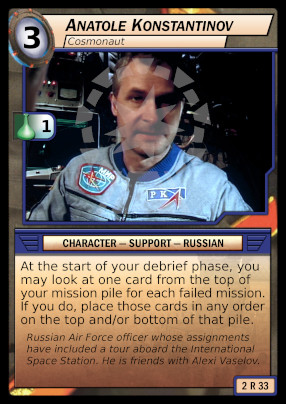 3
ANATOLE KONSTANTINOV
Cosmonaut
1
РКА
CHARACTER – SUPPORT – RUSSIAN
At the start of your debrief phase, you
may look at one card from the top of
your mission pile for each failed mission.
If you do, place those cards in any order
on the top and/or bottom of that pile.
Russian Air Force officer whose assignments
have included a tour aboard the International
Space Station. He is friends with Alexi Vaselov.
2 R 33